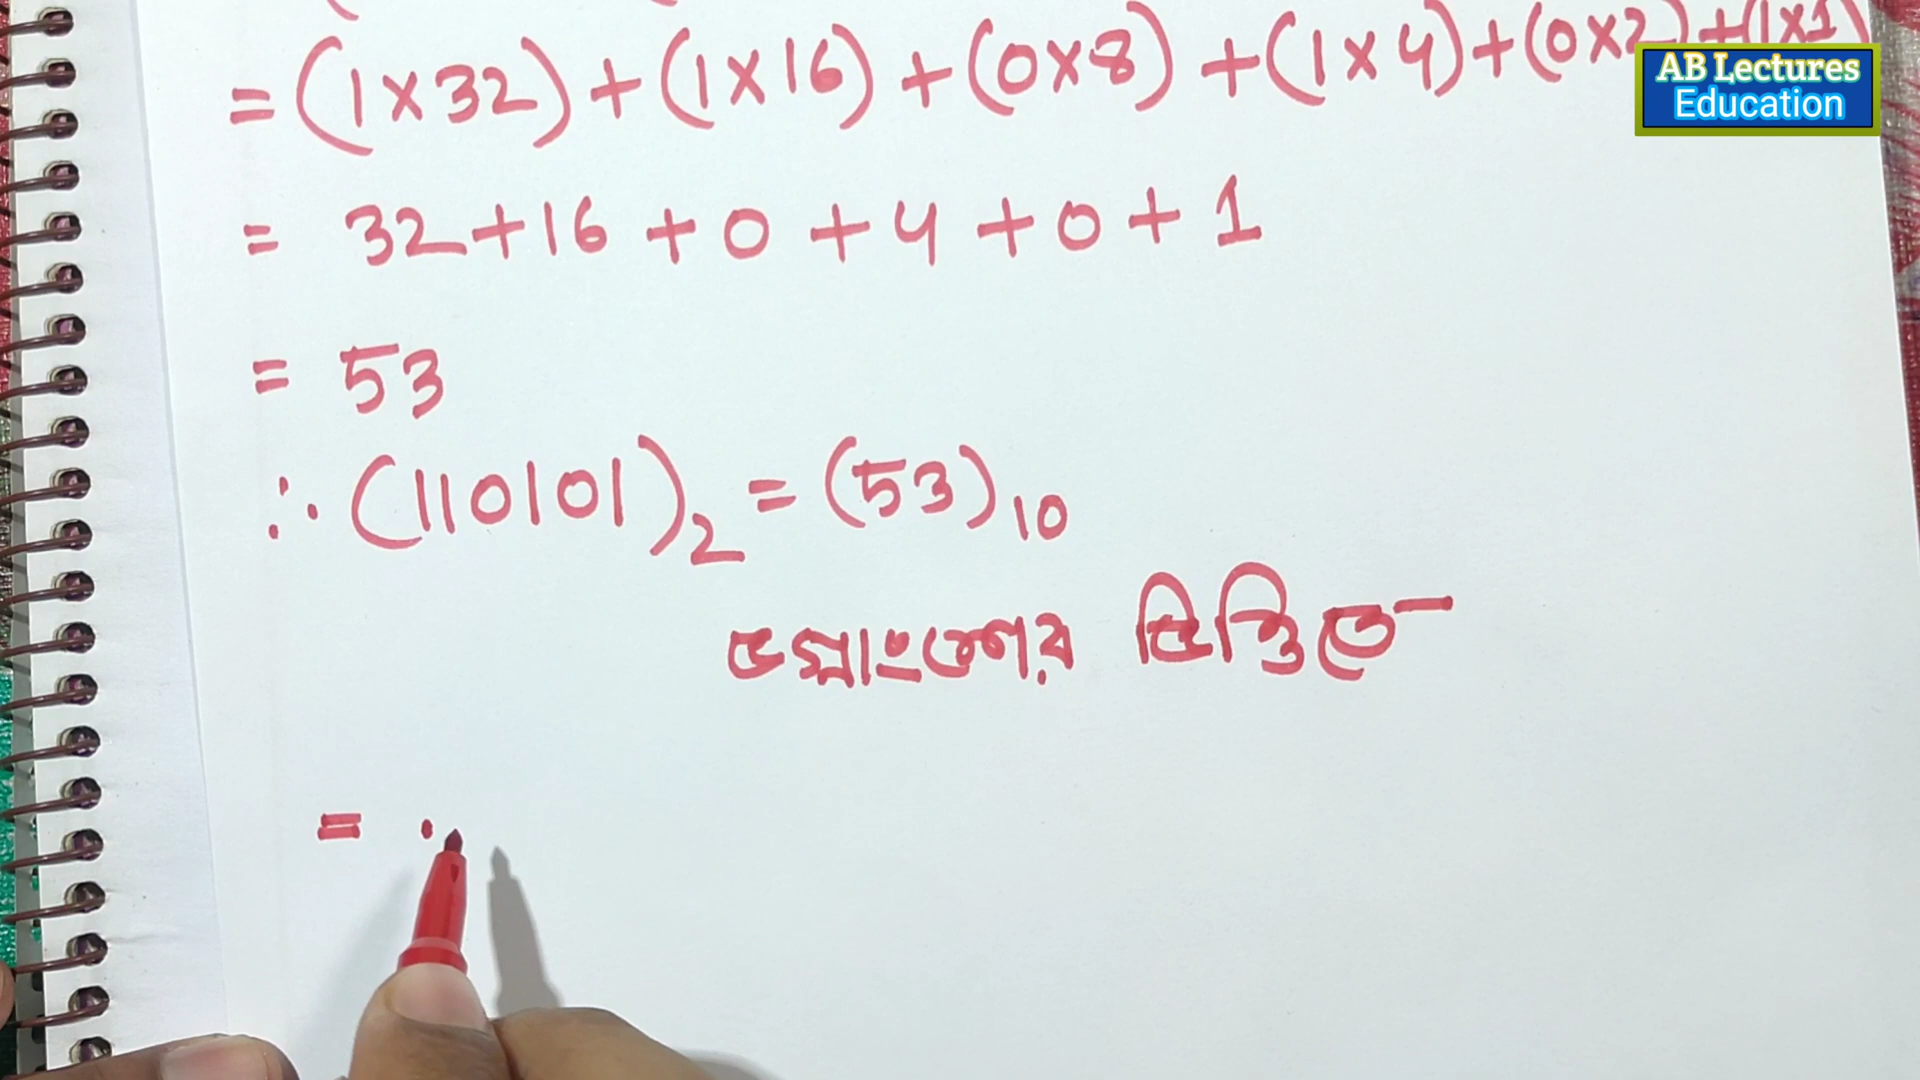 = (1×32) + (1×16) + (0×8) + (1×4) + (0×2) + (1×1)
AB Lectures
Education
= 32 + 16 + 0 + 4 + 0 + 1
= 53
∴ (110101)₂ = (53)₁₀
ভগ্নাংশের ভিত্তিতে –
= .